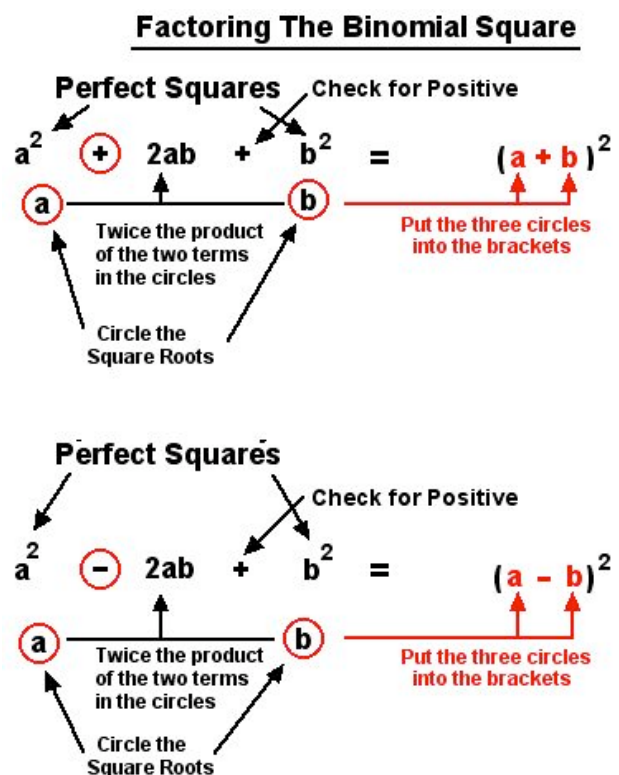 Factoring The Binomial Square
Perfect Squares
Check for Positive
a² + 2ab + b² = (a + b)²
a b
Twice the product
of the two terms
in the circles
Put the three circles
into the brackets
Circle the
Square Roots
Perfect Squares
Check for Positive
a² - 2ab + b² = (a - b)²
a b
Twice the product
of the two terms
in the circles
Put the three circles
into the brackets
Circle the
Square Roots